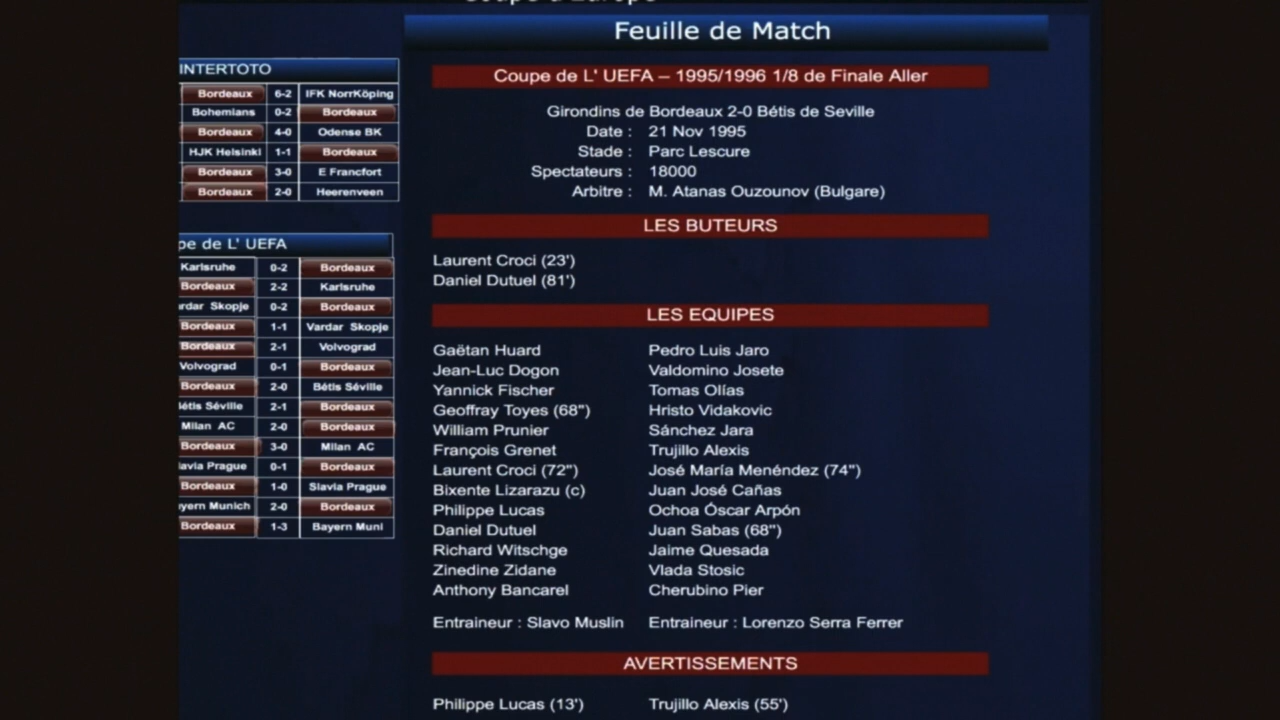 Feuille de Match
INTERTOTO
Bordeaux 6-2 IFK NorrKöping
Bohemians 0-2 Bordeaux
Bordeaux 4-0 Odense BK
HJK Helsinki 1-1 Bordeaux
Bordeaux 3-0 E Francfort
Bordeaux 2-0 Heerenveen
pe de L' UEFA
Karlsruhe 0-2 Bordeaux
Bordeaux 2-2 Karlsruhe
rdar Skopje 0-2 Bordeaux
Bordeaux 1-1 Vardar Skopje
Bordeaux 2-1 Volvograd
Volvograd 0-1 Bordeaux
Bordeaux 2-0 Bétis Séville
étis Séville 2-1 Bordeaux
Milan AC 2-0 Bordeaux
Bordeaux 3-0 Milan AC
lavia Prague 0-1 Bordeaux
Bordeaux 1-0 Slavia Prague
yern Munich 2-0 Bordeaux
Bordeaux 1-3 Bayern Muni
Coupe de L' UEFA – 1995/1996 1/8 de Finale Aller
Girondins de Bordeaux 2-0 Bétis de Seville
Date : 21 Nov 1995
Stade : Parc Lescure
Spectateurs : 18000
Arbitre : M. Atanas Ouzounov (Bulgare)
LES BUTEURS
Laurent Croci (23')
Daniel Dutuel (81')
LES EQUIPES
Gaëtan Huard Pedro Luis Jaro
Jean-Luc Dogon Valdomino Josete
Yannick Fischer Tomas Olías
Geoffray Toyes (68'') Hristo Vidakovic
William Prunier Sánchez Jara
François Grenet Trujillo Alexis
Laurent Croci (72'') José María Menéndez (74'')
Bixente Lizarazu (c) Juan José Cañas
Philippe Lucas Ochoa Óscar Arpón
Daniel Dutuel Juan Sabas (68'')
Richard Witschge Jaime Quesada
Zinedine Zidane Vlada Stosic
Anthony Bancarel Cherubino Pier
Entraineur : Slavo Muslin Entraineur : Lorenzo Serra Ferrer
AVERTISSEMENTS
Philippe Lucas (13') Trujillo Alexis (55')